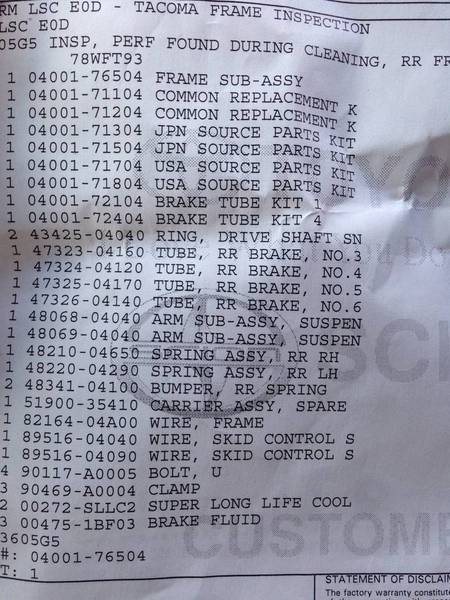 RM LSC E0D - TACOMA FRAME INSPECTION
LSC E0D
05G5 INSP, PERF FOUND DURING CLEANING, RR FR
78WFT93
1 04001-76504 FRAME SUB-ASSY
1 04001-71104 COMMON REPLACEMENT K
1 04001-71204 COMMON REPLACEMENT K
1 04001-71304 JPN SOURCE PARTS KIT
1 04001-71504 JPN SOURCE PARTS KIT
1 04001-71704 USA SOURCE PARTS KIT
1 04001-71804 USA SOURCE PARTS KIT
1 04001-72104 BRAKE TUBE KIT 1
1 04001-72404 BRAKE TUBE KIT 4
2 43425-04040 RING, DRIVE SHAFT SN
1 47323-04160 TUBE, RR BRAKE, NO.3
1 47324-04120 TUBE, RR BRAKE, NO.4
1 47325-04170 TUBE, RR BRAKE, NO.5
1 47326-04140 TUBE, RR BRAKE, NO.6
1 48068-04040 ARM SUB-ASSY, SUSPEN
1 48069-04040 ARM SUB-ASSY, SUSPEN
1 48210-04650 SPRING ASSY, RR RH
1 48220-04290 SPRING ASSY, RR LH
2 48341-04100 BUMPER, RR SPRING
1 51900-35410 CARRIER ASSY, SPARE
1 82164-04A00 WIRE, FRAME
1 89516-04040 WIRE, SKID CONTROL S
1 89516-04090 WIRE, SKID CONTROL S
4 90117-A0005 BOLT, U
3 90469-A0004 CLAMP
2 00272-SLLC2 SUPER LONG LIFE COOL
3 00475-1BF03 BRAKE FLUID
3605G5
#: 04001-76504
T: 1
YO
ou Do
SCI
CUSTOME
STATEMENT OF DISCLAI
The factory warranty constitute